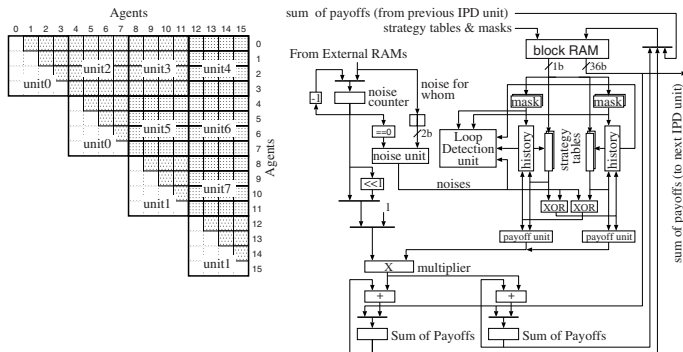 Agents
0 1 2 3 4 5 6 7 8 9 10 11 12 13 14 15
0
1
2
3
4
5
6
7
8
9
10
11
12
13
14
15
Agents
unit2 unit3 unit4
unit0
unit5 unit6
unit0
unit7
unit1
unit1
sum of payoffs (from previous IPD unit)
strategy tables & masks
block RAM
1b 36b
From External RAMs
-1
noise counter
noise for whom
==0
2b
noise unit
<<1
1
mask
mask
Loop Detection unit
history
strategy tables
history
noises
XOR XOR
payoff unit
payoff unit
X
multiplier
+
+
Sum of Payoffs
Sum of Payoffs
sum of payoffs (to next IPD unit)